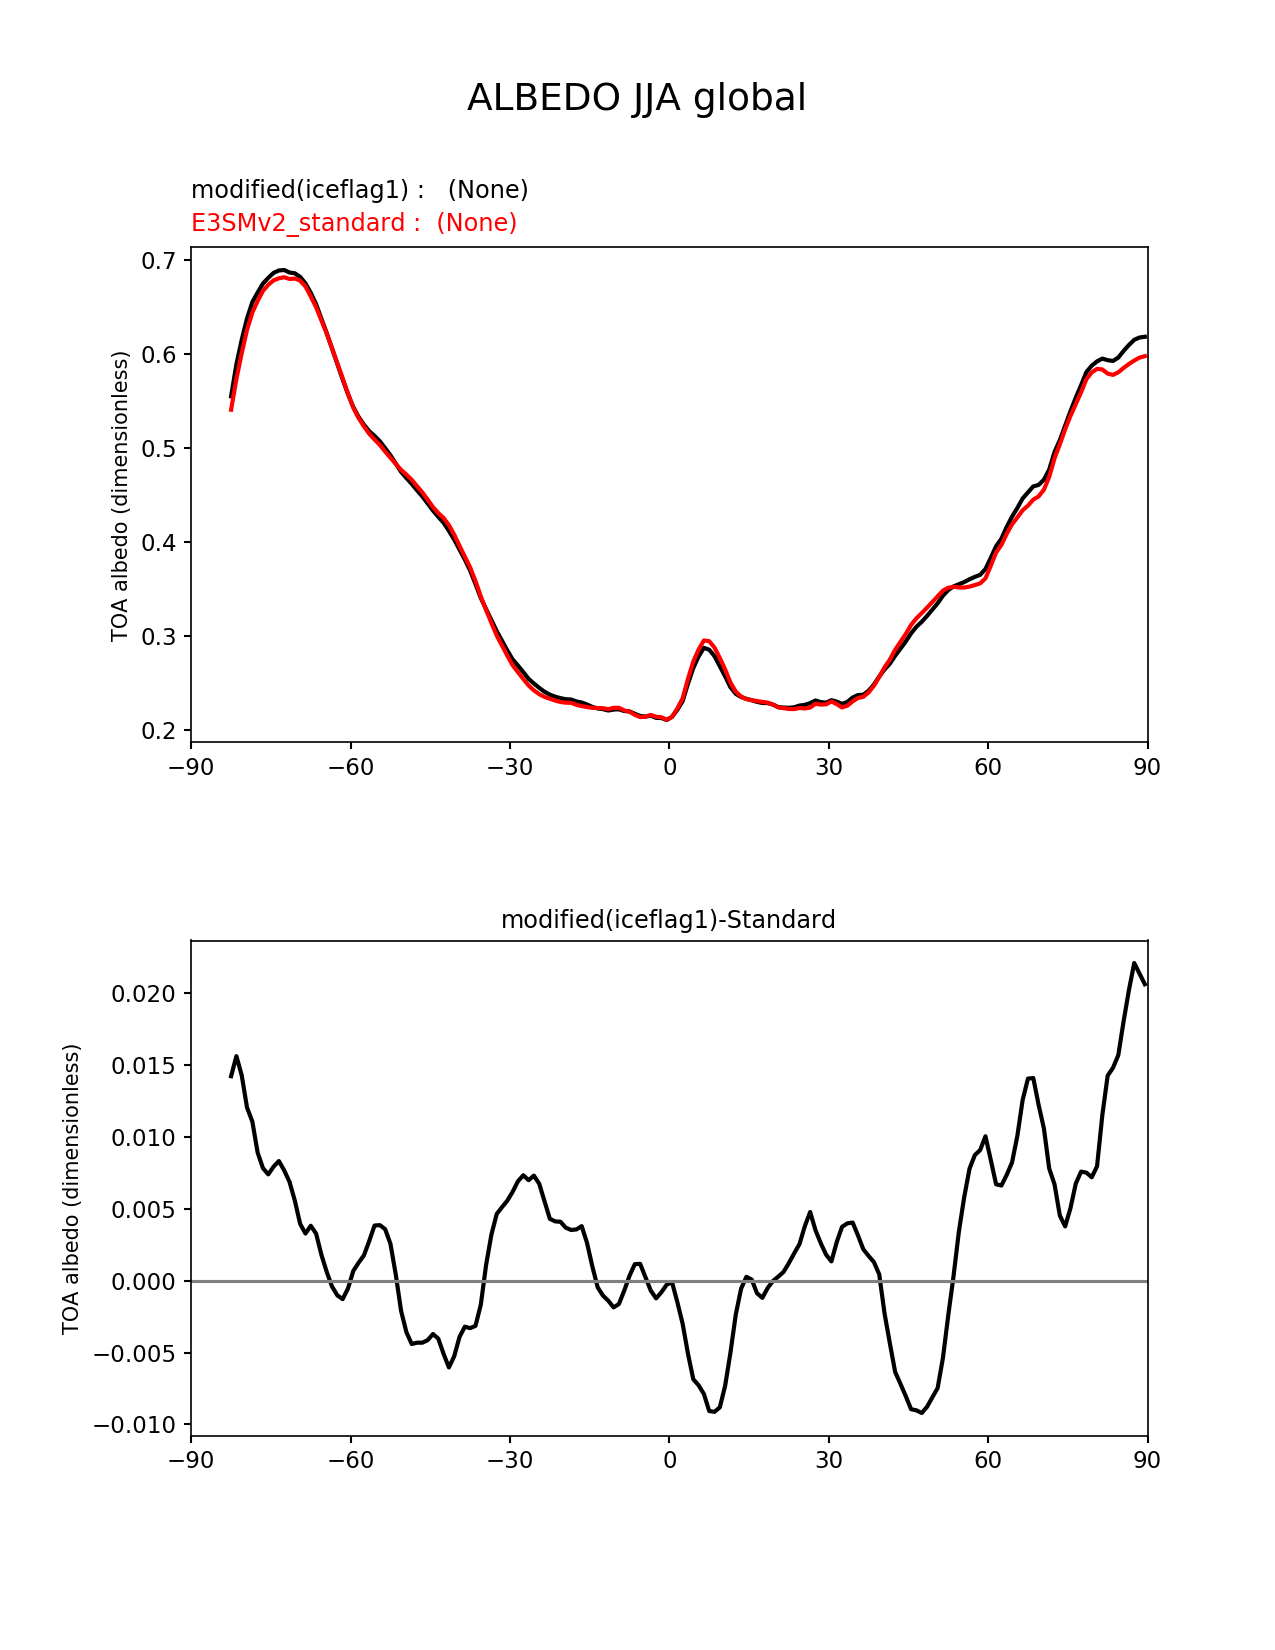 ALBEDO JJA global
modified(iceflag1) :   (None)
E3SMv2_standard :  (None)
TOA albedo (dimensionless)
0.7
0.6
0.5
0.4
0.3
0.2
−90 −60 −30 0 30 60 90
modified(iceflag1)-Standard
TOA albedo (dimensionless)
0.020
0.015
0.010
0.005
0.000
−0.005
−0.010
−90 −60 −30 0 30 60 90